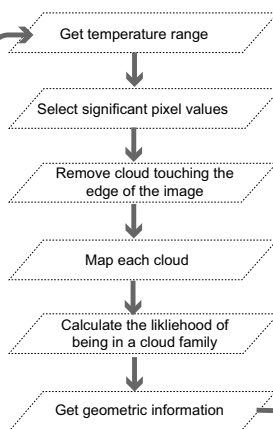 Get temperature range
Select significant pixel values
Remove cloud touching the
edge of the image
Map each cloud
Calculate the likliehood of
being in a cloud family
Get geometric information